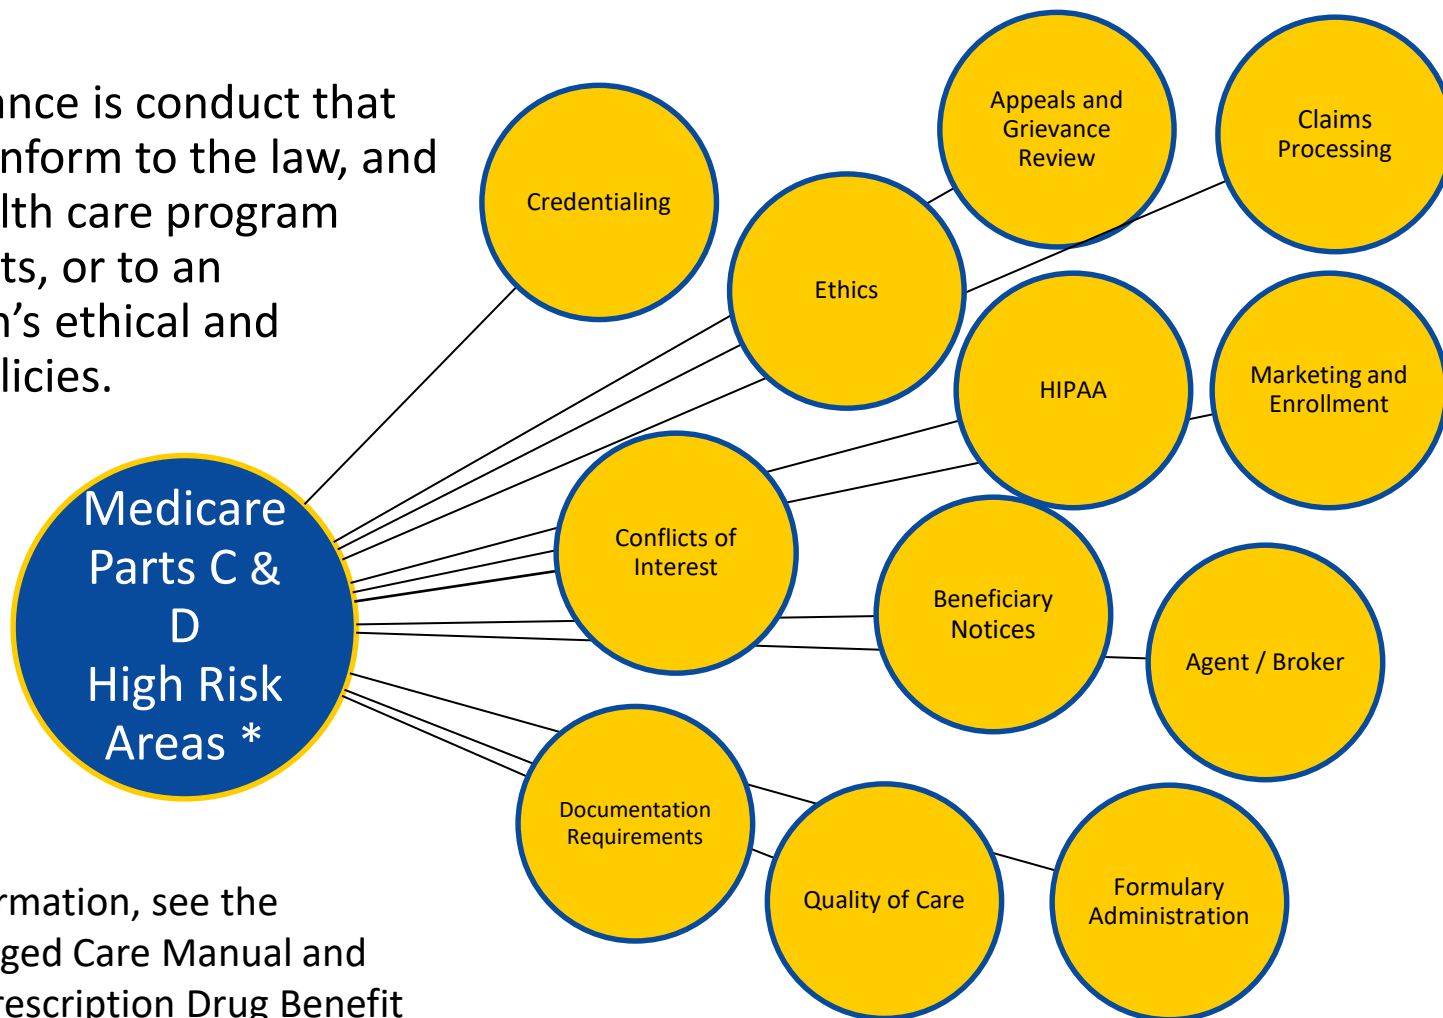 ance is conduct that
nform to the law, and
lth care program
ts, or to an
n's ethical and
licies.
Credentialing
Appeals and
Grievance
Review
Claims
Processing
Ethics
HIPAA
Marketing and
Enrollment
Medicare
Parts C &
D
High Risk
Areas *
Conflicts of
Interest
Beneficiary
Notices
Agent / Broker
Documentation
Requirements
Quality of Care
Formulary
Administration
rmation, see the
ged Care Manual and
rescription Drug Benefit